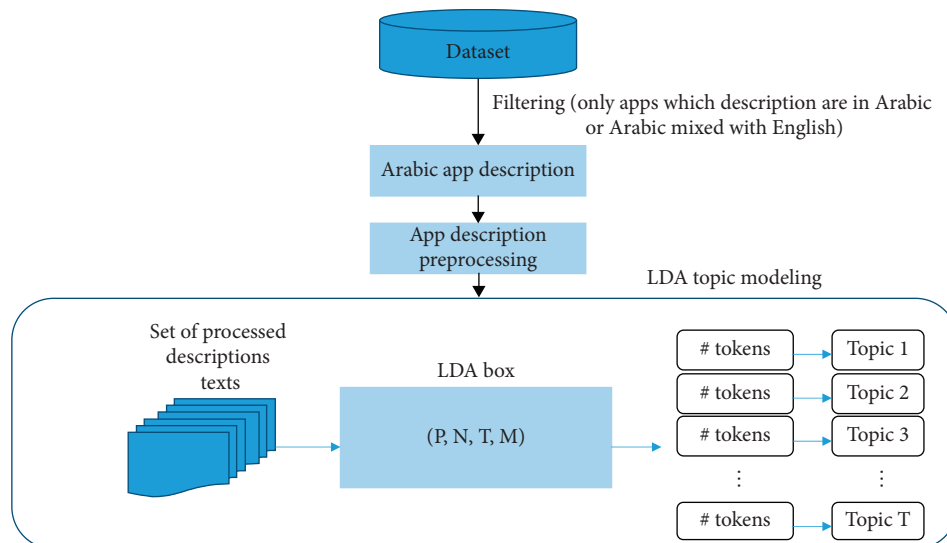 Dataset
Filtering (only apps which description are in Arabic
or Arabic mixed with English)
Arabic app description
App description
preprocessing
LDA topic modeling
Set of processed
descriptions
texts
LDA box
(P, N, T, M)
# tokens
Topic 1
# tokens
Topic 2
# tokens
Topic 3
⋮
⋮
# tokens
Topic T